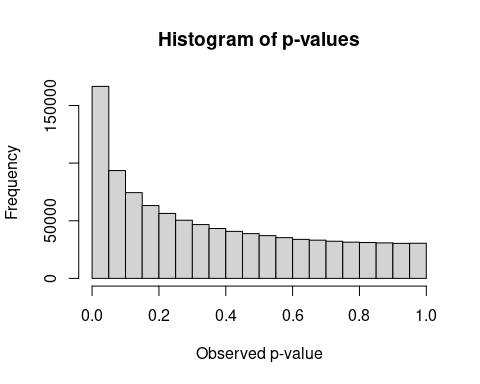 Histogram of p-values
Frequency
150000
50000
0
0.0 0.2 0.4 0.6 0.8 1.0
Observed p-value